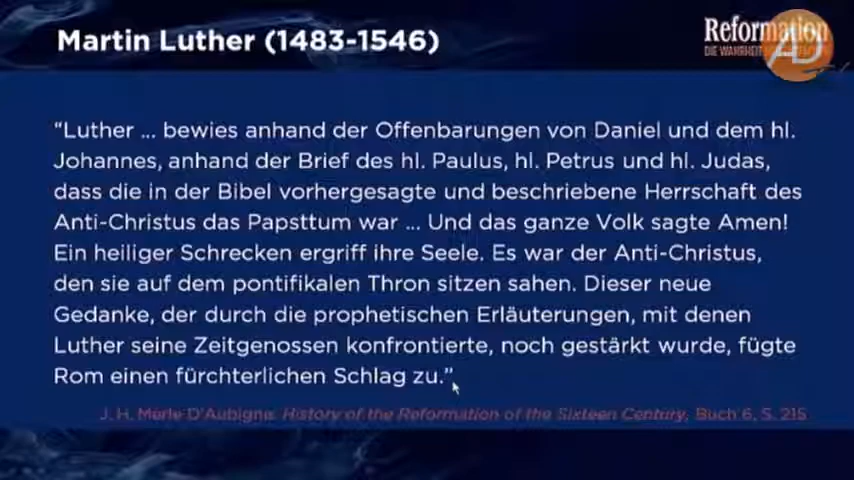 Martin Luther (1483-1546)
Reformation
DIE WAHRHEIT
"Luther ... bewies anhand der Offenbarungen von Daniel und dem hl.
Johannes, anhand der Brief des hl. Paulus, hl. Petrus und hl. Judas,
dass die in der Bibel vorhergesagte und beschriebene Herrschaft des
Anti-Christus das Papsttum war ... Und das ganze Volk sagte Amen!
Ein heiliger Schrecken ergriff ihre Seele. Es war der Anti-Christus,
den sie auf dem pontifikalen Thron sitzen sahen. Dieser neue
Gedanke, der durch die prophetischen Erläuterungen, mit denen
Luther seine Zeitgenossen konfrontierte, noch gestärkt wurde, fügte
Rom einen fürchterlichen Schlag zu."
J. H. Merle D'Aubigne: History of the Reformation of the Sixteen Century, Buch 6, S. 215